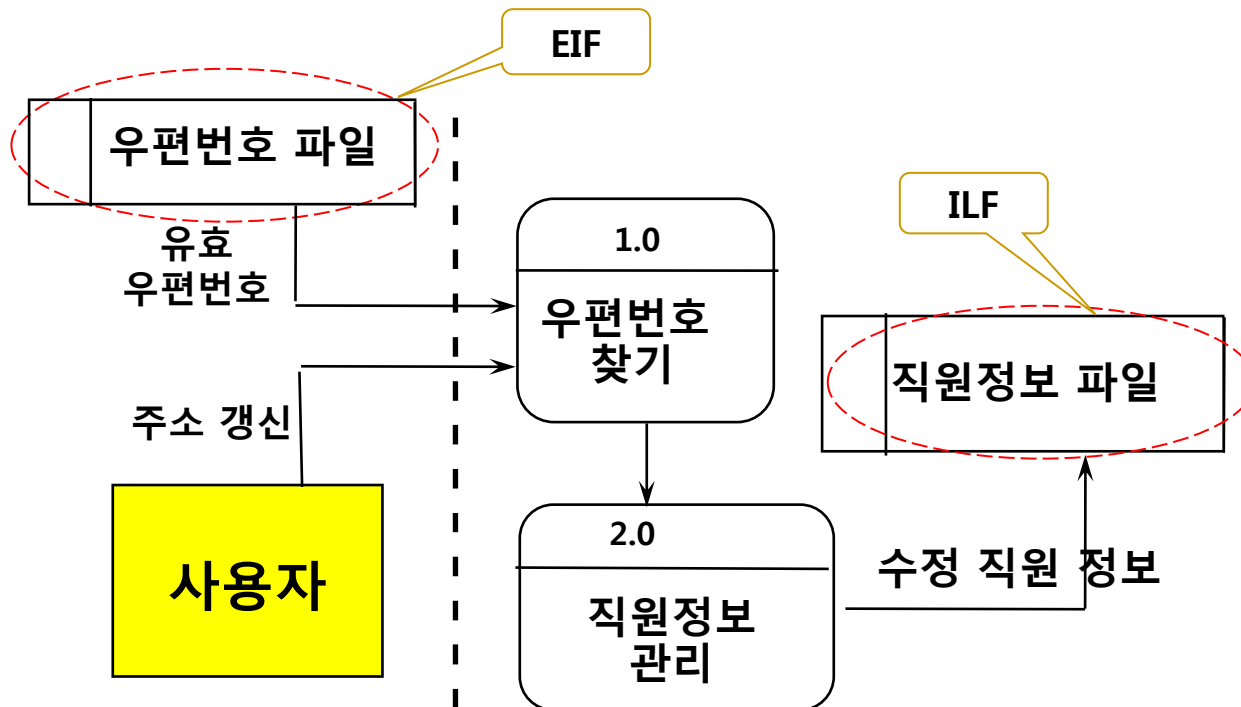 EIF
우편번호 파일
ILF
유효
우편번호
1.0
우편번호
찾기
직원정보 파일
주소 갱신
2.0
직원정보
관리
수정 직원 정보
사용자